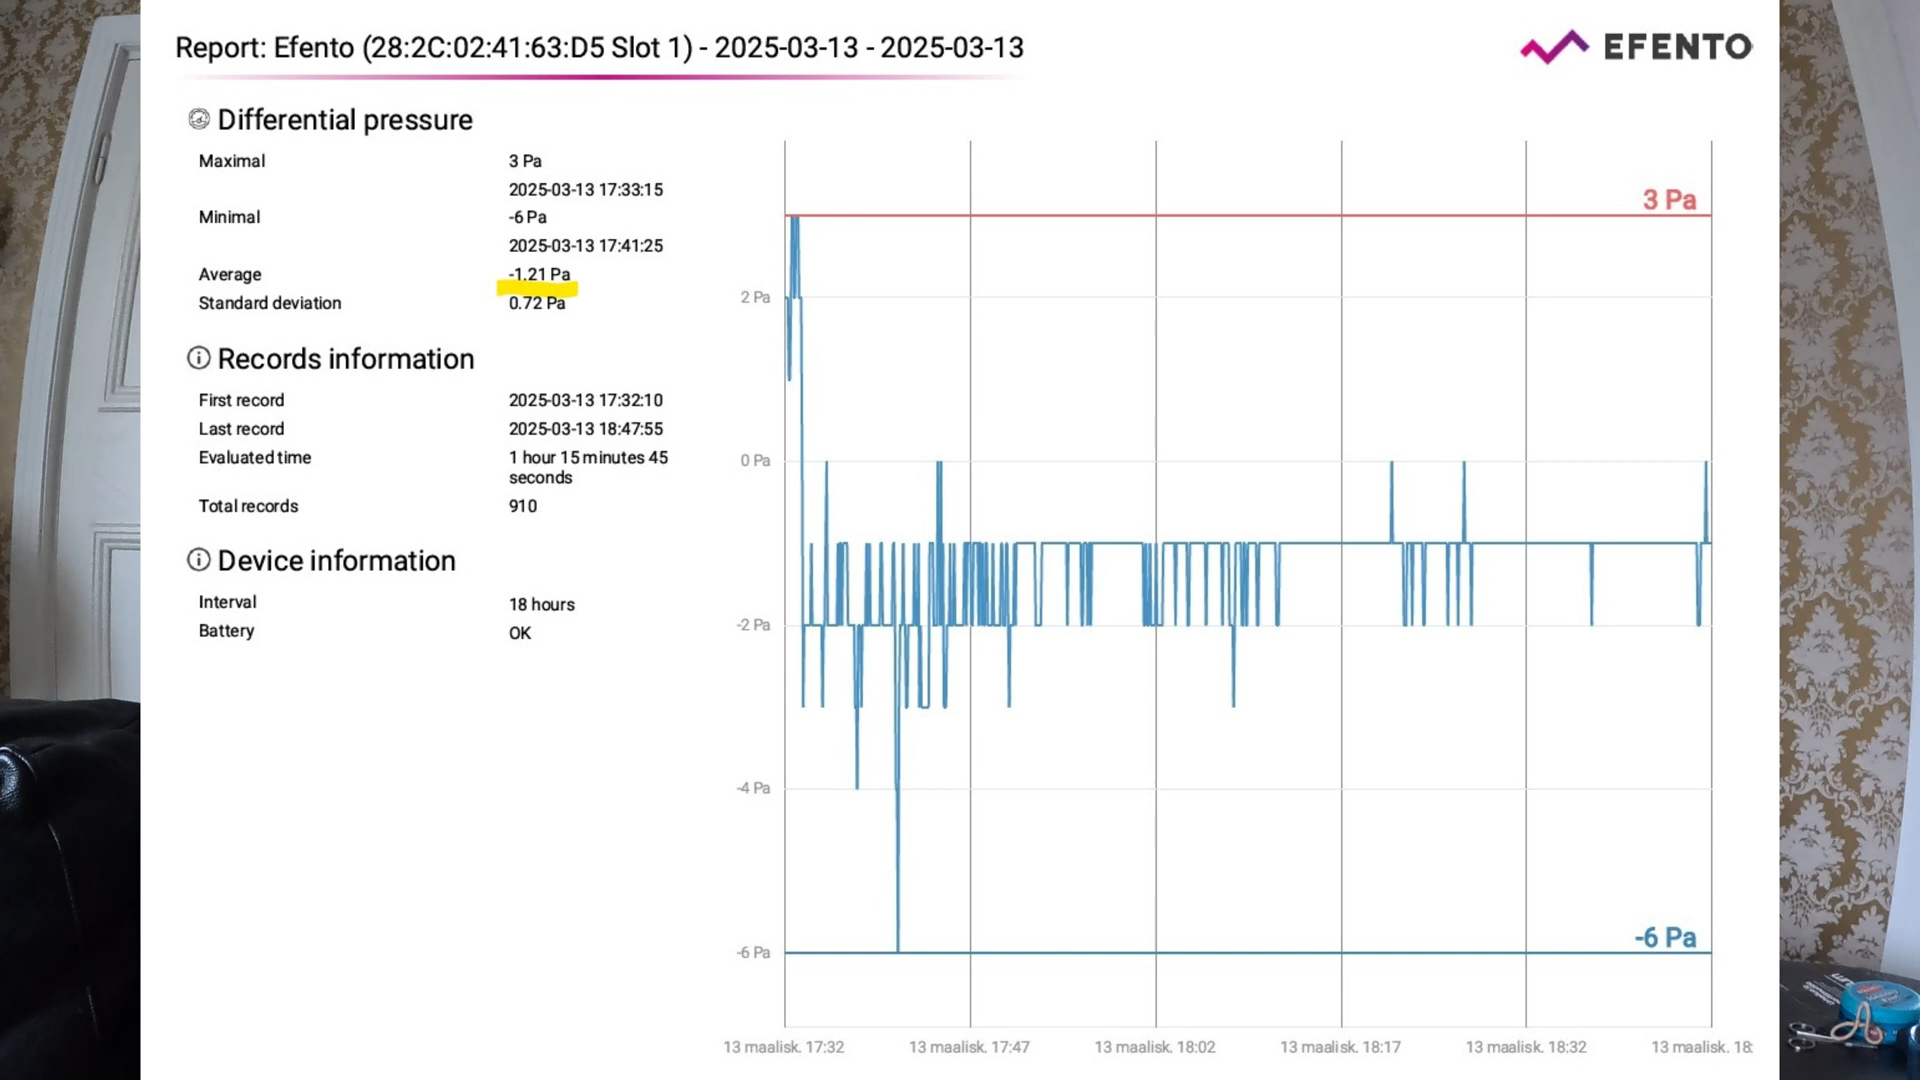 Report: Efento (28:2C:02:41:63:D5 Slot 1) - 2025-03-13 - 2025-03-13
EFENTO
Differential pressure
Maximal 3 Pa
2025-03-13 17:33:15
Minimal -6 Pa
2025-03-13 17:41:25
Average -1.21 Pa
Standard deviation 0.72 Pa
Records information
First record 2025-03-13 17:32:10
Last record 2025-03-13 18:47:55
Evaluated time 1 hour 15 minutes 45
seconds
Total records 910
Device information
Interval 18 hours
Battery OK
3 Pa
2 Pa
0 Pa
-2 Pa
-4 Pa
-6 Pa
-6 Pa
13 maalisk. 17:32 13 maalisk. 17:47 13 maalisk. 18:02 13 maalisk. 18:17 13 maalisk. 18:32 13 maalisk. 18: